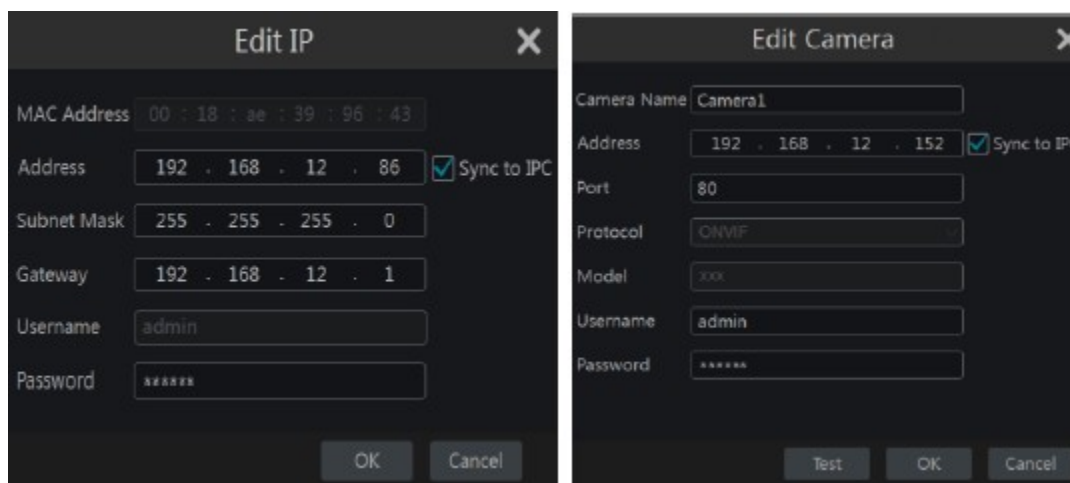 Edit IP
MAC Address 00 : 18 : ae : 39 : 96 : 43
Address 192 . 168 . 12 . 86 Sync to IPC
Subnet Mask 255 . 255 . 255 . 0
Gateway 192 . 168 . 12 . 1
Username admin
Password ******
OK Cancel
Edit Camera
Camera Name Camera1
Address 192 . 168 . 12 . 152 Sync to IP
Port 80
Protocol ONVIF
Model xxx
Username admin
Password ******
Test OK Cancel